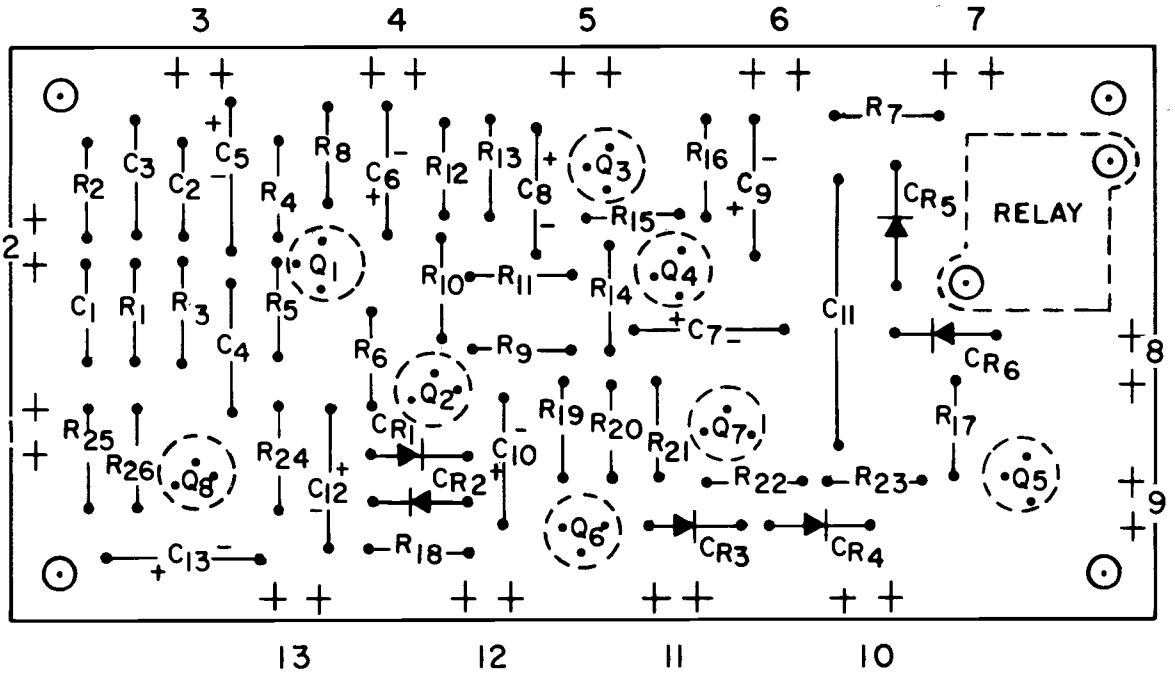 3 4 5 6 7
R7
R2 C3 C2 + C5 - R4 R8 C6 - + R12 R13 C8 + - Q3 R16 C9 - + CR5 RELAY
R15
2
C1 R1 R3 C4 R5 Q1 R10 R11 R14 Q4 C11
+ C7 -
R6 R9 CR6 8
Q2 R19 R20 R21 Q7 R17
R25 R26 Q8 R24 C12 + - CR1 C10 - + R22 R23 Q5
CR2 9
Q6 CR3 CR4
+ C13 - R18
13 12 11 10